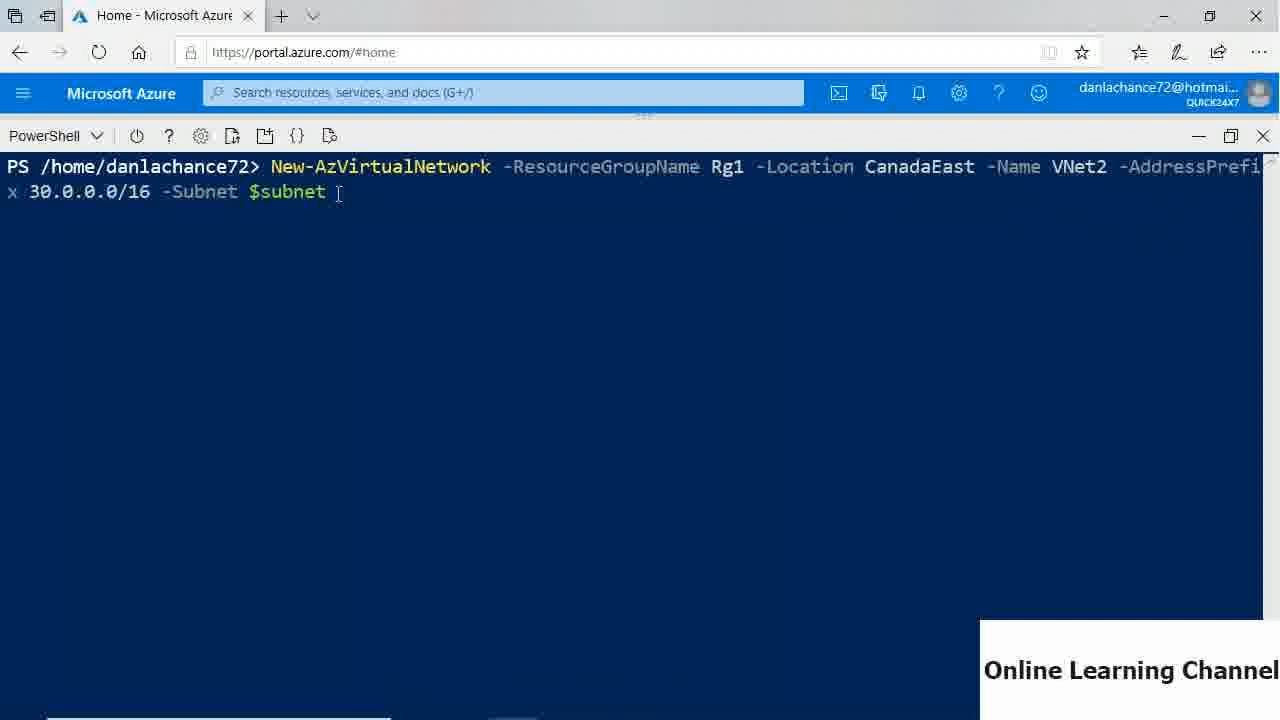 Home - Microsoft Azure
https://portal.azure.com/#home
Microsoft Azure
Search resources, services, and docs (G+/)
danlachance72@hotmai...
QUICK24X7
PowerShell
PS /home/danlachance72> New-AzVirtualNetwork -ResourceGroupName Rg1 -Location CanadaEast -Name VNet2 -AddressPrefi
x 30.0.0.0/16 -Subnet $subnet
Online Learning Channel